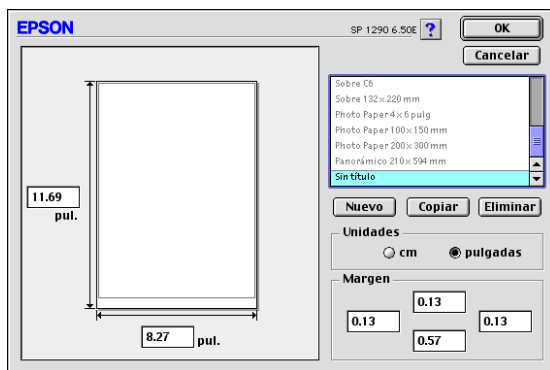 EPSON
SP 1290 6.50E ?
OK
Cancelar
Sobre C6
Sobre 132 x 220 mm
Photo Paper 4 x 6 pulg
Photo Paper 100 x 150 mm
Photo Paper 200 x 300 mm
Panorámico 210 x 594 mm
Sin título
11.69
pul.
8.27 pul.
Nuevo Copiar Eliminar
Unidades
cm pulgadas
Margen
0.13
0.13 0.13
0.57